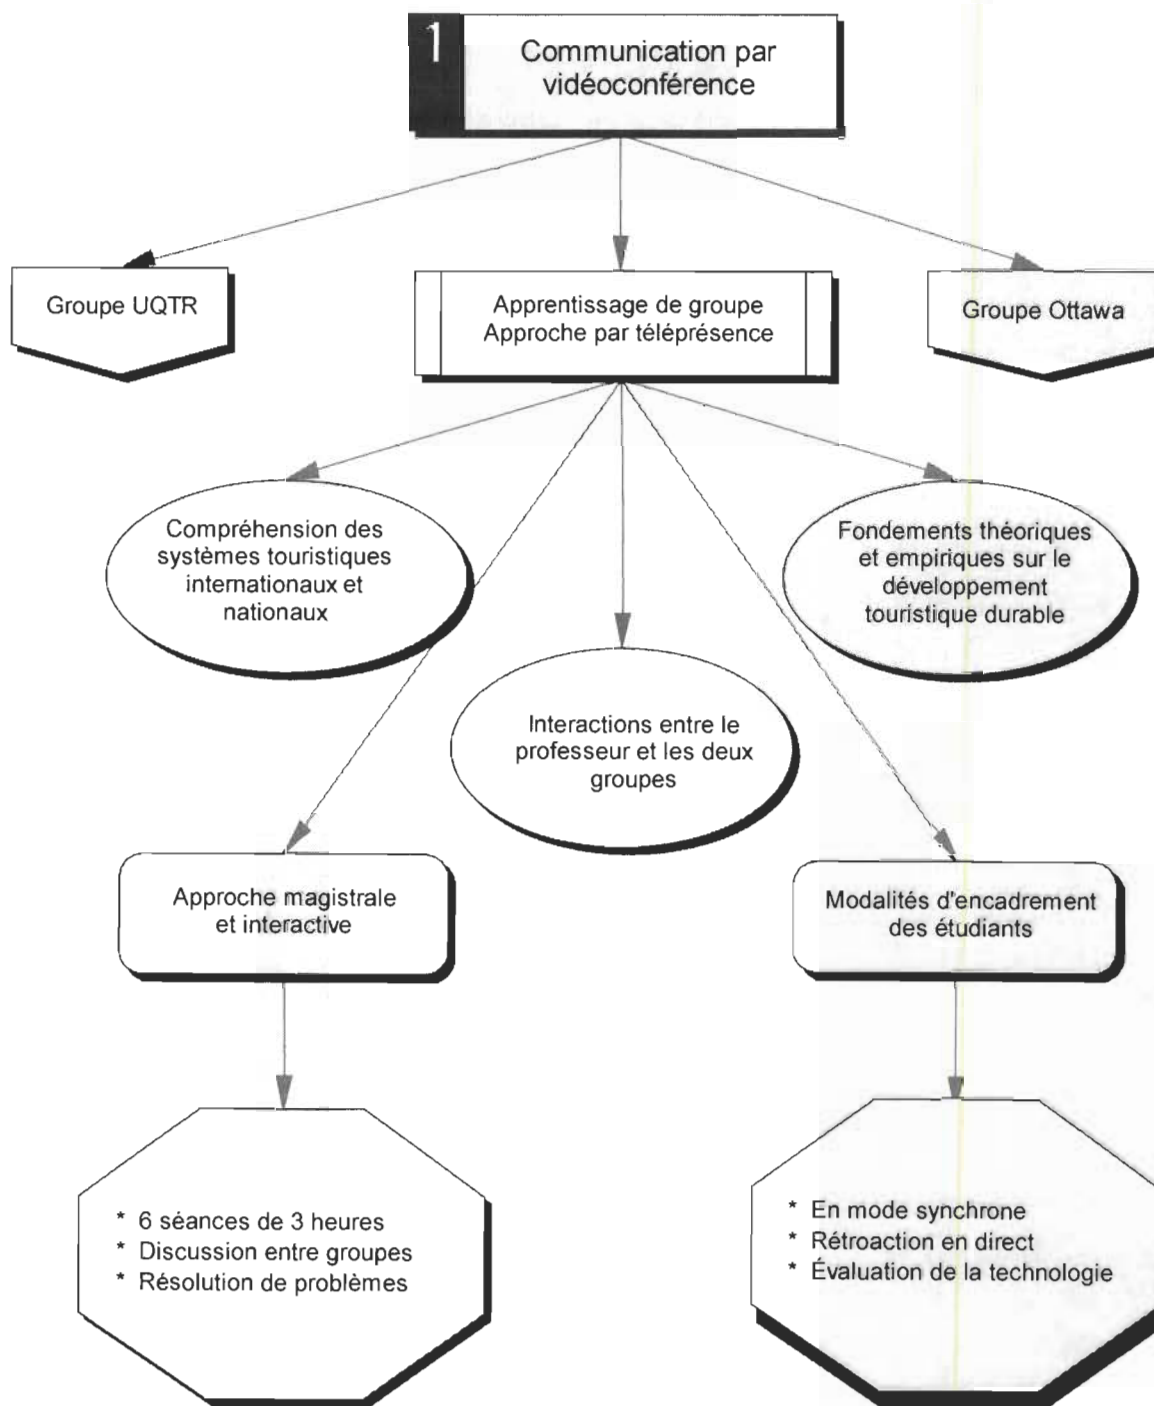 1
Communication par
vidéoconférence
Groupe UQTR
Apprentissage de groupe
Approche par téléprésence
Groupe Ottawa
Compréhension des
systèmes touristiques
internationaux et
nationaux
Fondements théoriques
et empiriques sur le
développement
touristique durable
Interactions entre le
professeur et les deux
groupes
Approche magistrale
et interactive
Modalités d'encadrement
des étudiants
* 6 séances de 3 heures
* Discussion entre groupes
* Résolution de problèmes
* En mode synchrone
* Rétroaction en direct
* Évaluation de la technologie